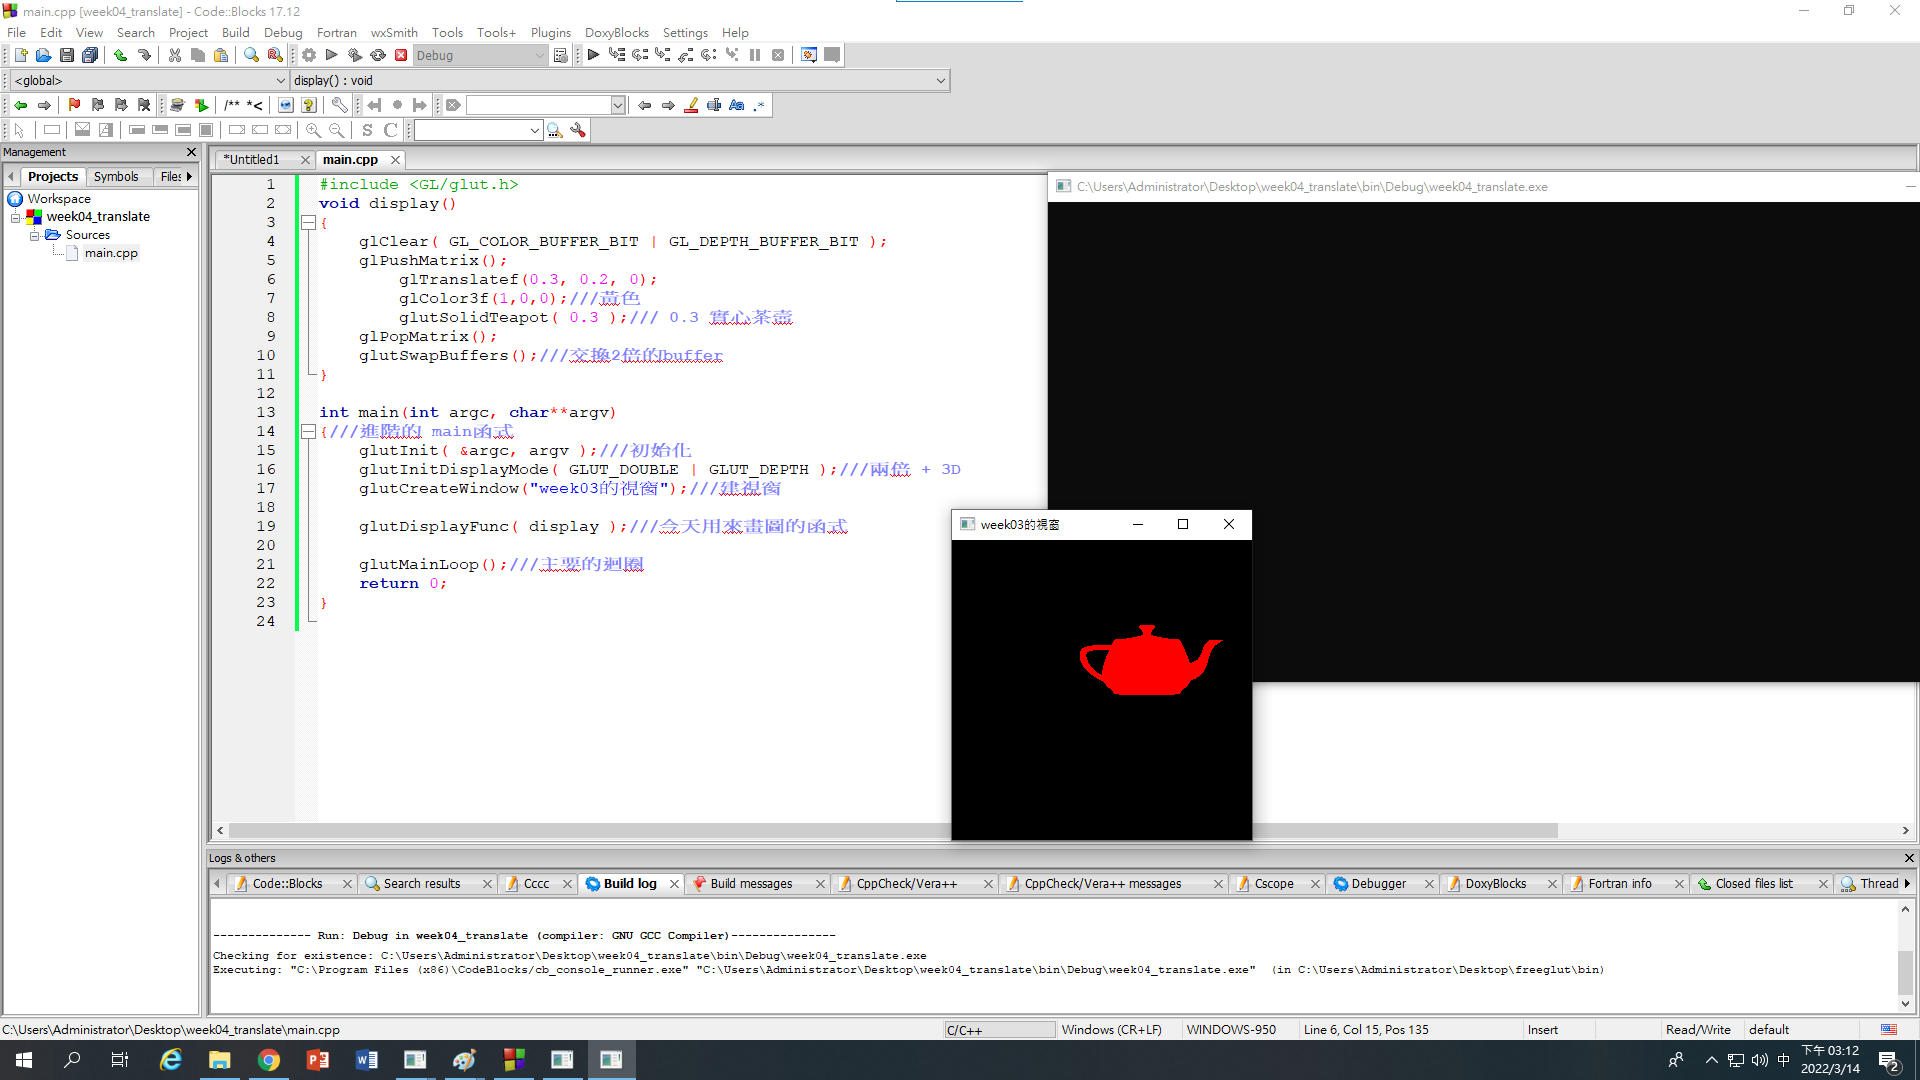 main.cpp [week04_translate] - Code::Blocks 17.12
File Edit View Search Project Build Debug Fortran wxSmith Tools Tools+ Plugins DoxyBlocks Settings Help
Debug
<global> display() : void
/** *<
S C
Management
Projects Symbols Files
Workspace
week04_translate
Sources
main.cpp
*Untitled1 main.cpp
1 #include <GL/glut.h>
2 void display()
3 {
4 glClear( GL_COLOR_BUFFER_BIT | GL_DEPTH_BUFFER_BIT );
5 glPushMatrix();
6 glTranslatef(0.3, 0.2, 0);
7 glColor3f(1,0,0);///黃色
8 glutSolidTeapot( 0.3 );/// 0.3 實心茶壺
9 glPopMatrix();
10 glutSwapBuffers();///交換2倍的buffer
11 }
12
13 int main(int argc, char**argv)
14 {///進階的 main函式
15 glutInit( &argc, argv );///初始化
16 glutInitDisplayMode( GLUT_DOUBLE | GLUT_DEPTH );///兩倍 + 3D
17 glutCreateWindow("week03的視窗");///建視窗
18
19 glutDisplayFunc( display );///今天用來畫圖的函式
20
21 glutMainLoop();///主要的迴圈
22 return 0;
23 }
24
C:\Users\Administrator\Desktop\week04_translate\bin\Debug\week04_translate.exe
week03的視窗
Logs & others
Code::Blocks Search results Cccc Build log Build messages CppCheck/Vera++ CppCheck/Vera++ messages Cscope Debugger DoxyBlocks Fortran info Closed files list Thread
-------------- Run: Debug in week04_translate (compiler: GNU GCC Compiler)---------------
Checking for existence: C:\Users\Administrator\Desktop\week04_translate\bin\Debug\week04_translate.exe
Executing: "C:\Program Files (x86)\CodeBlocks/cb_console_runner.exe" "C:\Users\Administrator\Desktop\week04_translate\bin\Debug\week04_translate.exe"  (in C:\Users\Administrator\Desktop\freeglut\bin)
C:\Users\Administrator\Desktop\week04_translate\main.cpp C/C++ Windows (CR+LF) WINDOWS-950 Line 6, Col 15, Pos 135 Insert Read/Write default
中 下午 03:12
2022/3/14
2